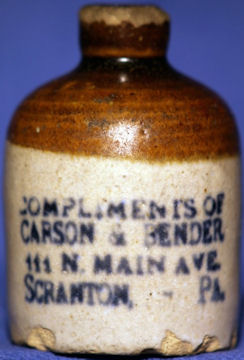 COMPLIMENTS OF
CARSON & BENDER
111 N. MAIN AVE.
SCRANTON, - PA.